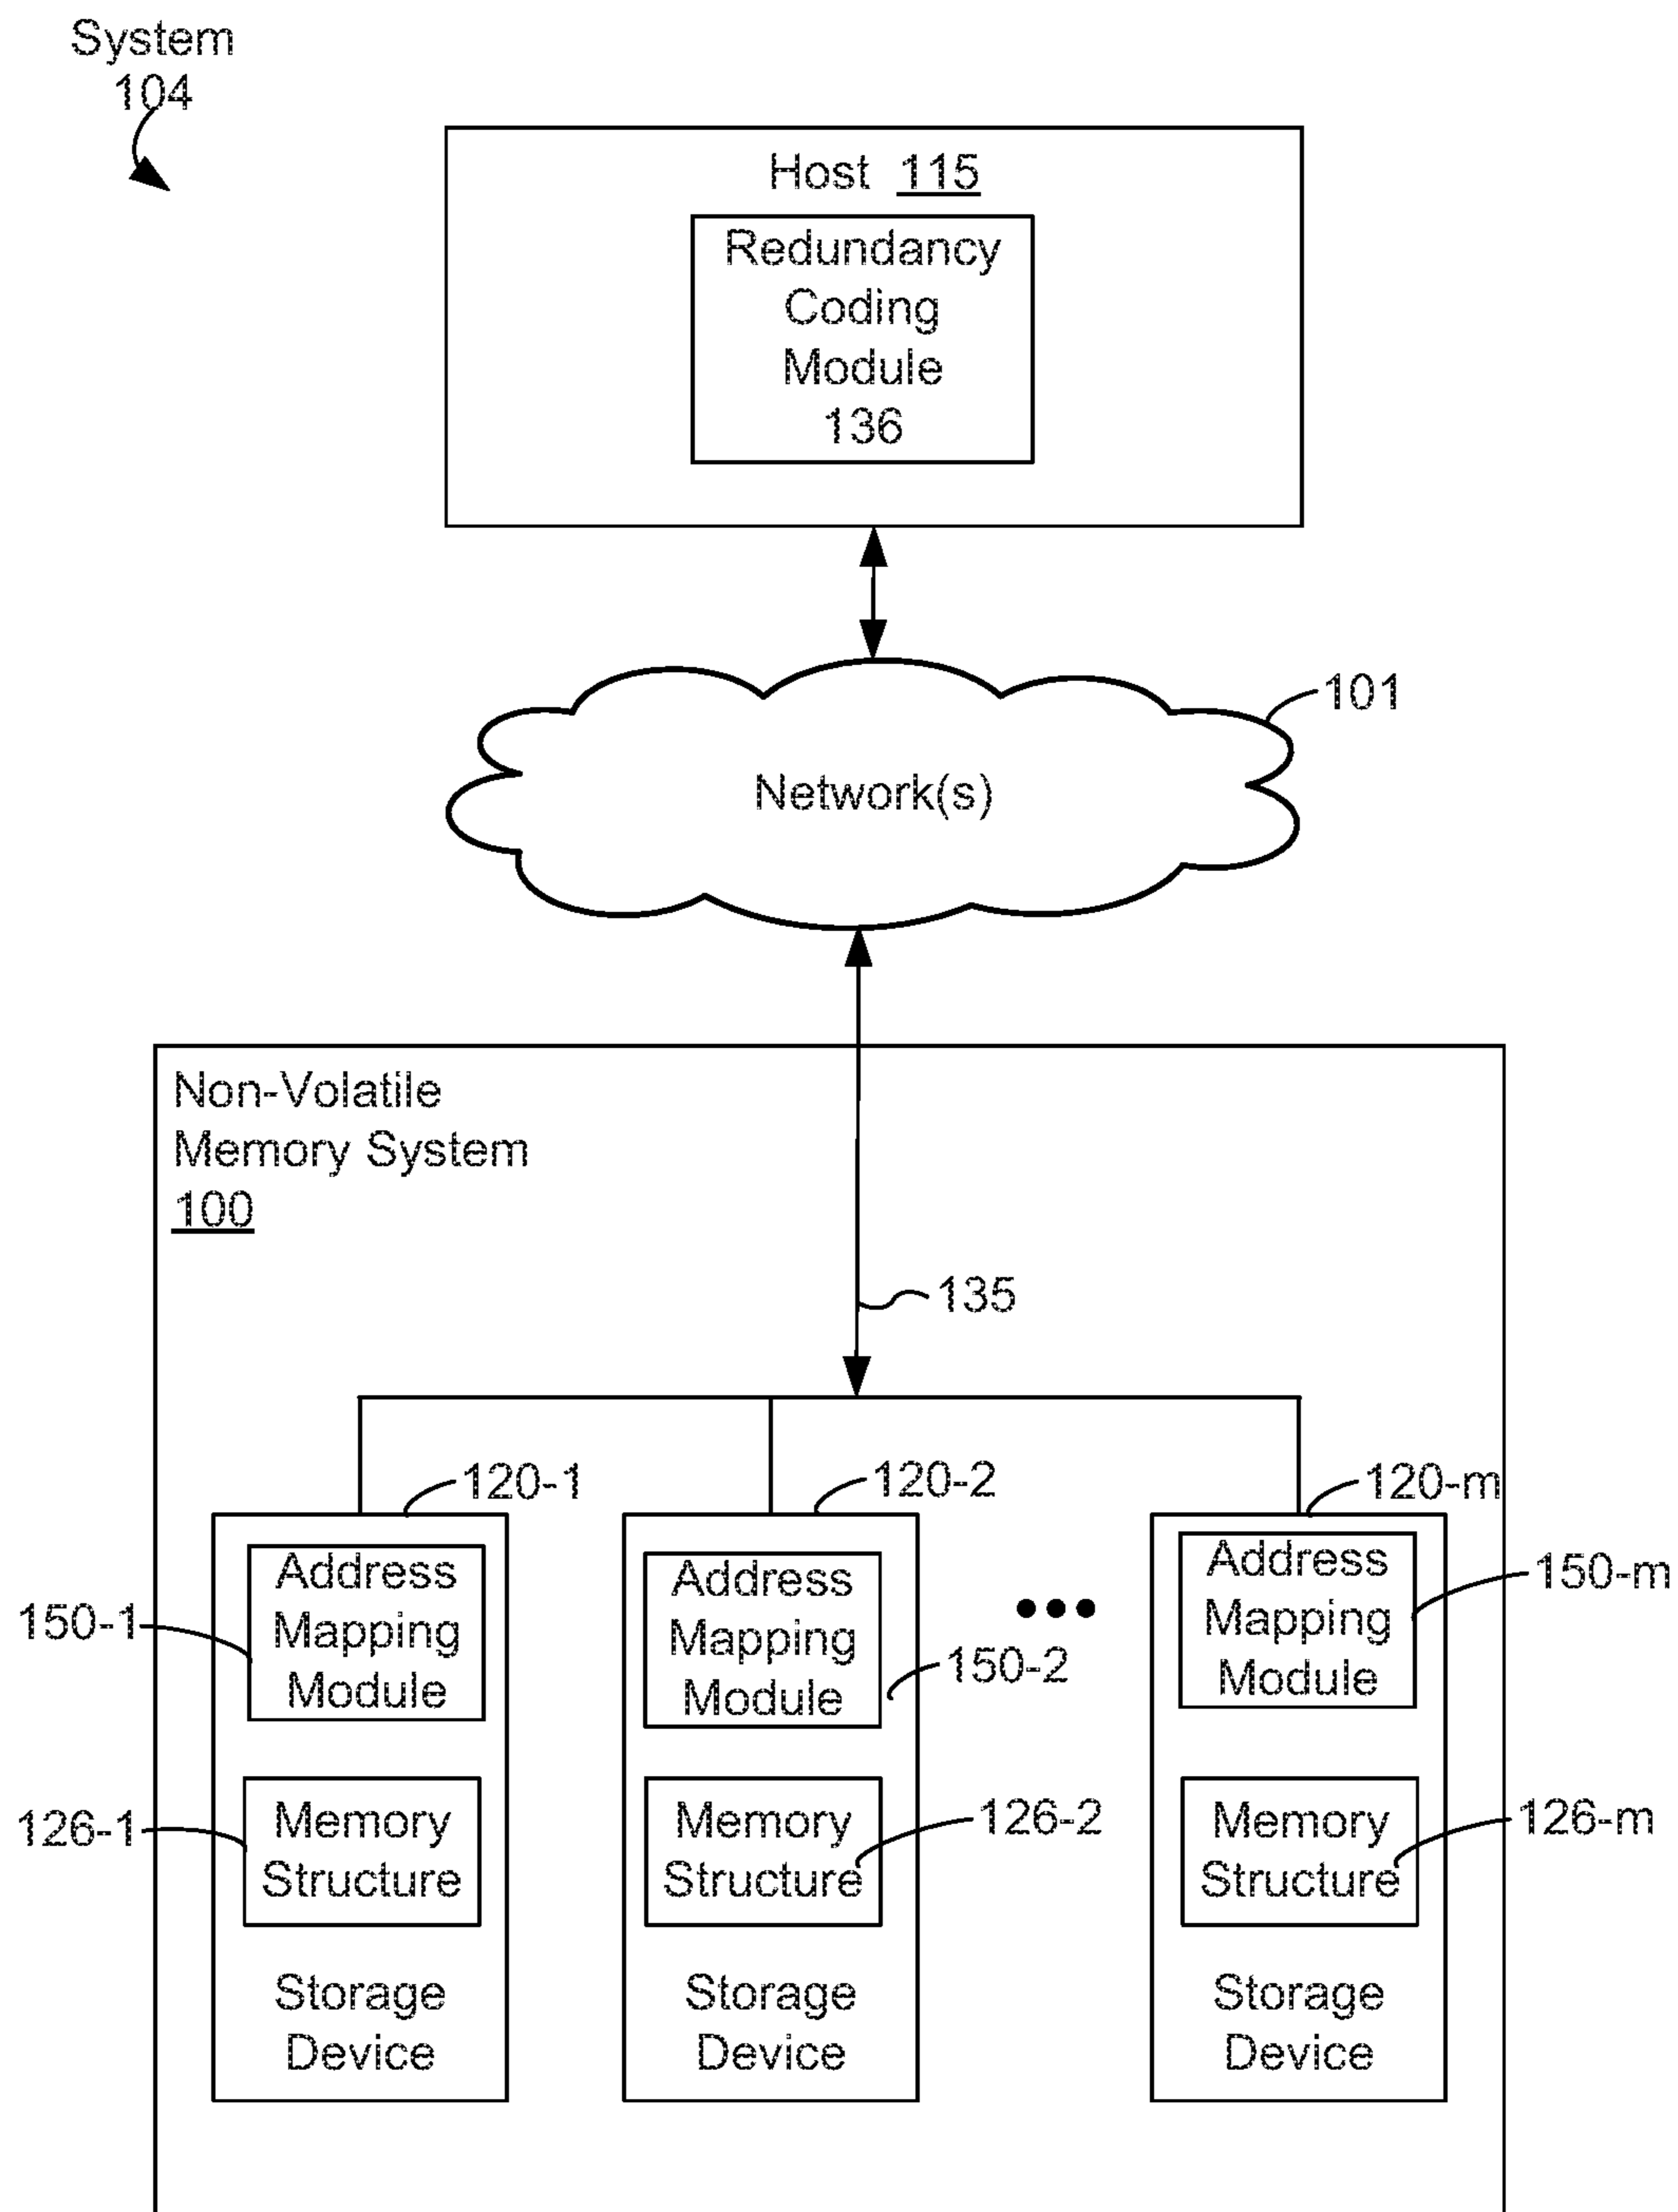 System
104
Host 115
Redundancy
Coding
Module
136
101
Network(s)
Non-Volatile
Memory System
100
135
120-1
120-2
120-m
Address
Mapping
Module
150-1
Address
Mapping
Module
150-2
Address
Mapping
Module
150-m
Memory
Structure
126-1
Memory
Structure
126-2
Memory
Structure
126-m
Storage
Device
Storage
Device
Storage
Device